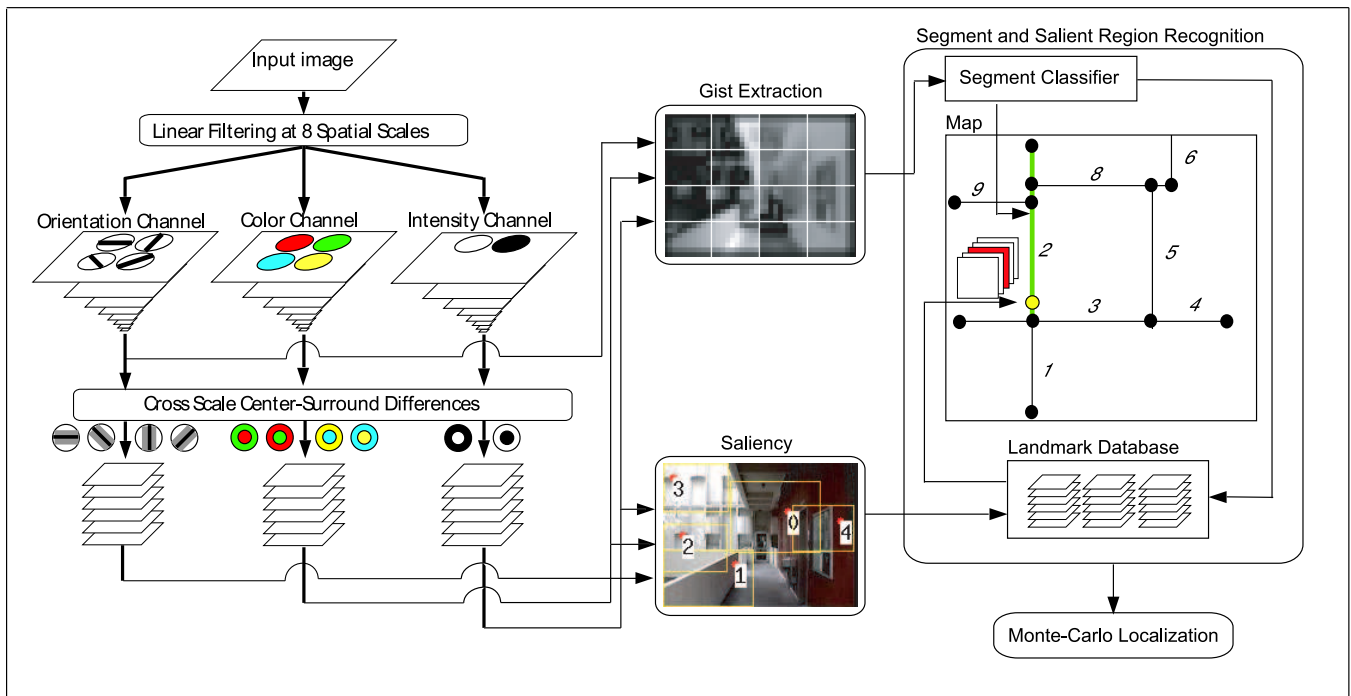 Input image
Linear Filtering at 8 Spatial Scales
Orientation Channel
Color Channel
Intensity Channel
Cross Scale Center-Surround Differences
Gist Extraction
Saliency
3
2
1
0
4
Segment and Salient Region Recognition
Segment Classifier
Map
6
8
9
2
5
3
4
1
Landmark Database
Monte-Carlo Localization